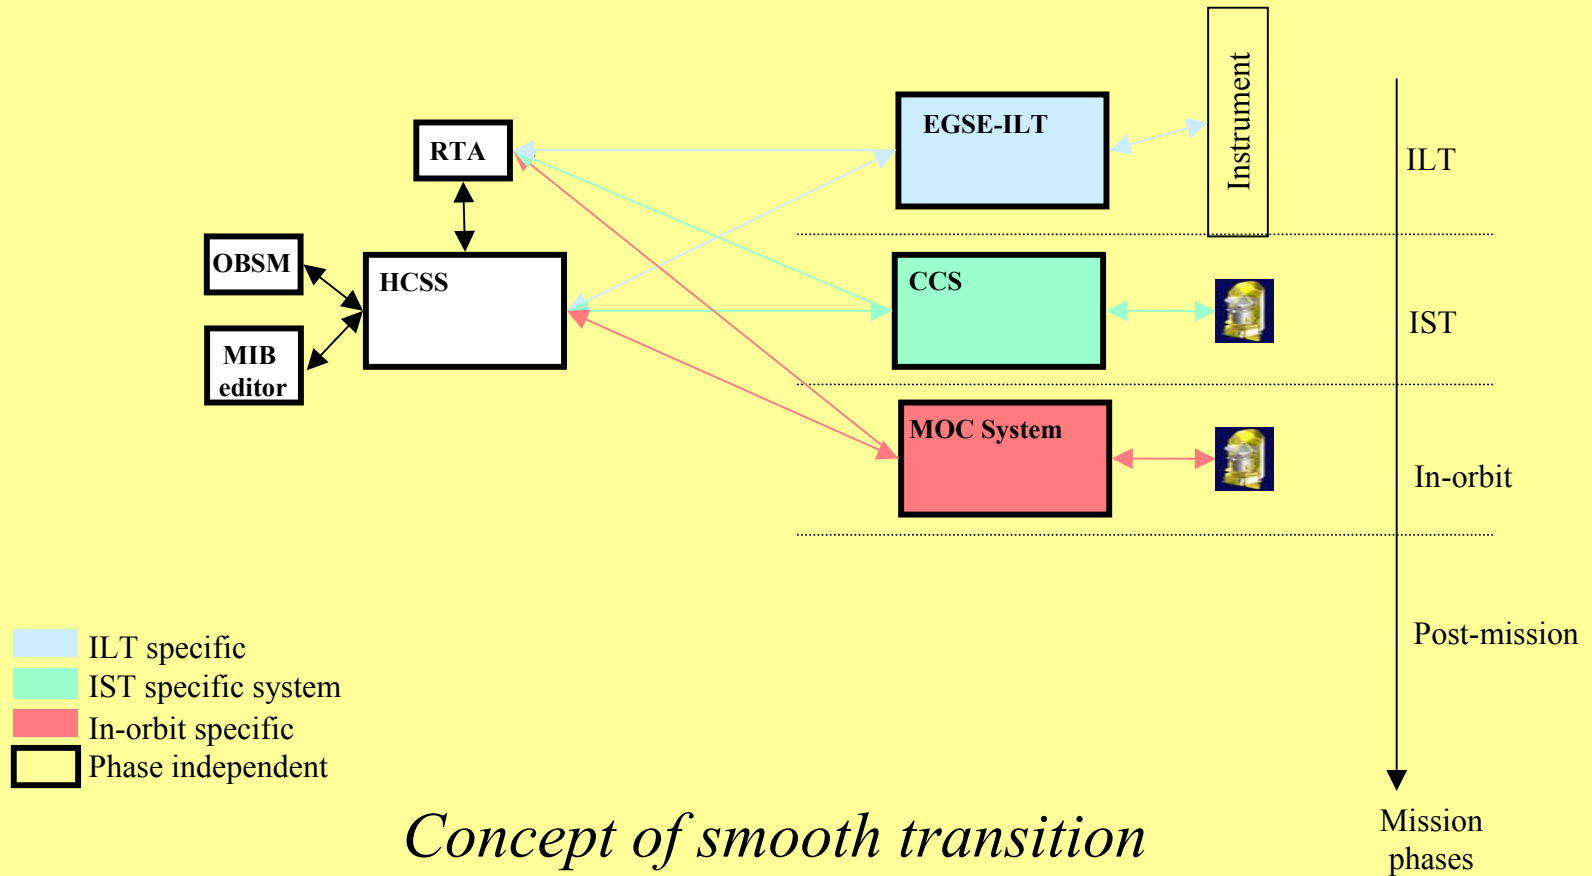 RTA
OBSM
HCSS
MIB
editor
EGSE-ILT
Instrument
ILT
CCS
IST
MOC System
In-orbit
Post-mission
ILT specific
IST specific system
In-orbit specific
Phase independent
Concept of smooth transition
Mission
phases